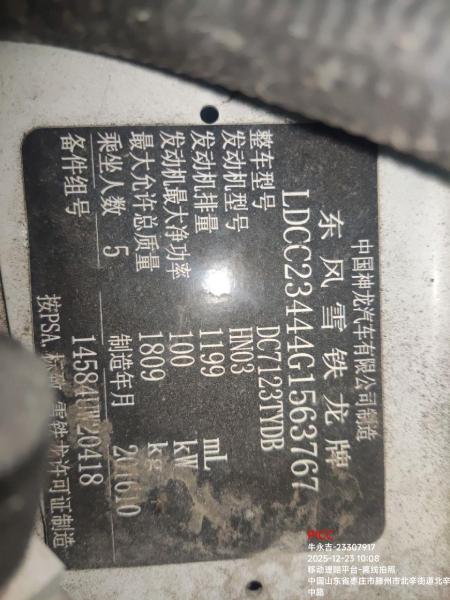 中国神龙汽车有限公司制造
东风雪铁龙牌
LDCC23444G1563767
整车型号 DC7123TYDB
发动机型号 HN03
发动机排量 1199 mL
发动机最大净功率 100 kW
最大允许总质量 1809 kg
乘坐人数 5 制造年月 2016.10
备件组号
按PSA 雪铁龙许可证制造
PICC
牛永吉-23307917
2025-12-23 10:08
移动理赔平台-离线拍照
中国山东省枣庄市滕州市北辛街道北辛
中路